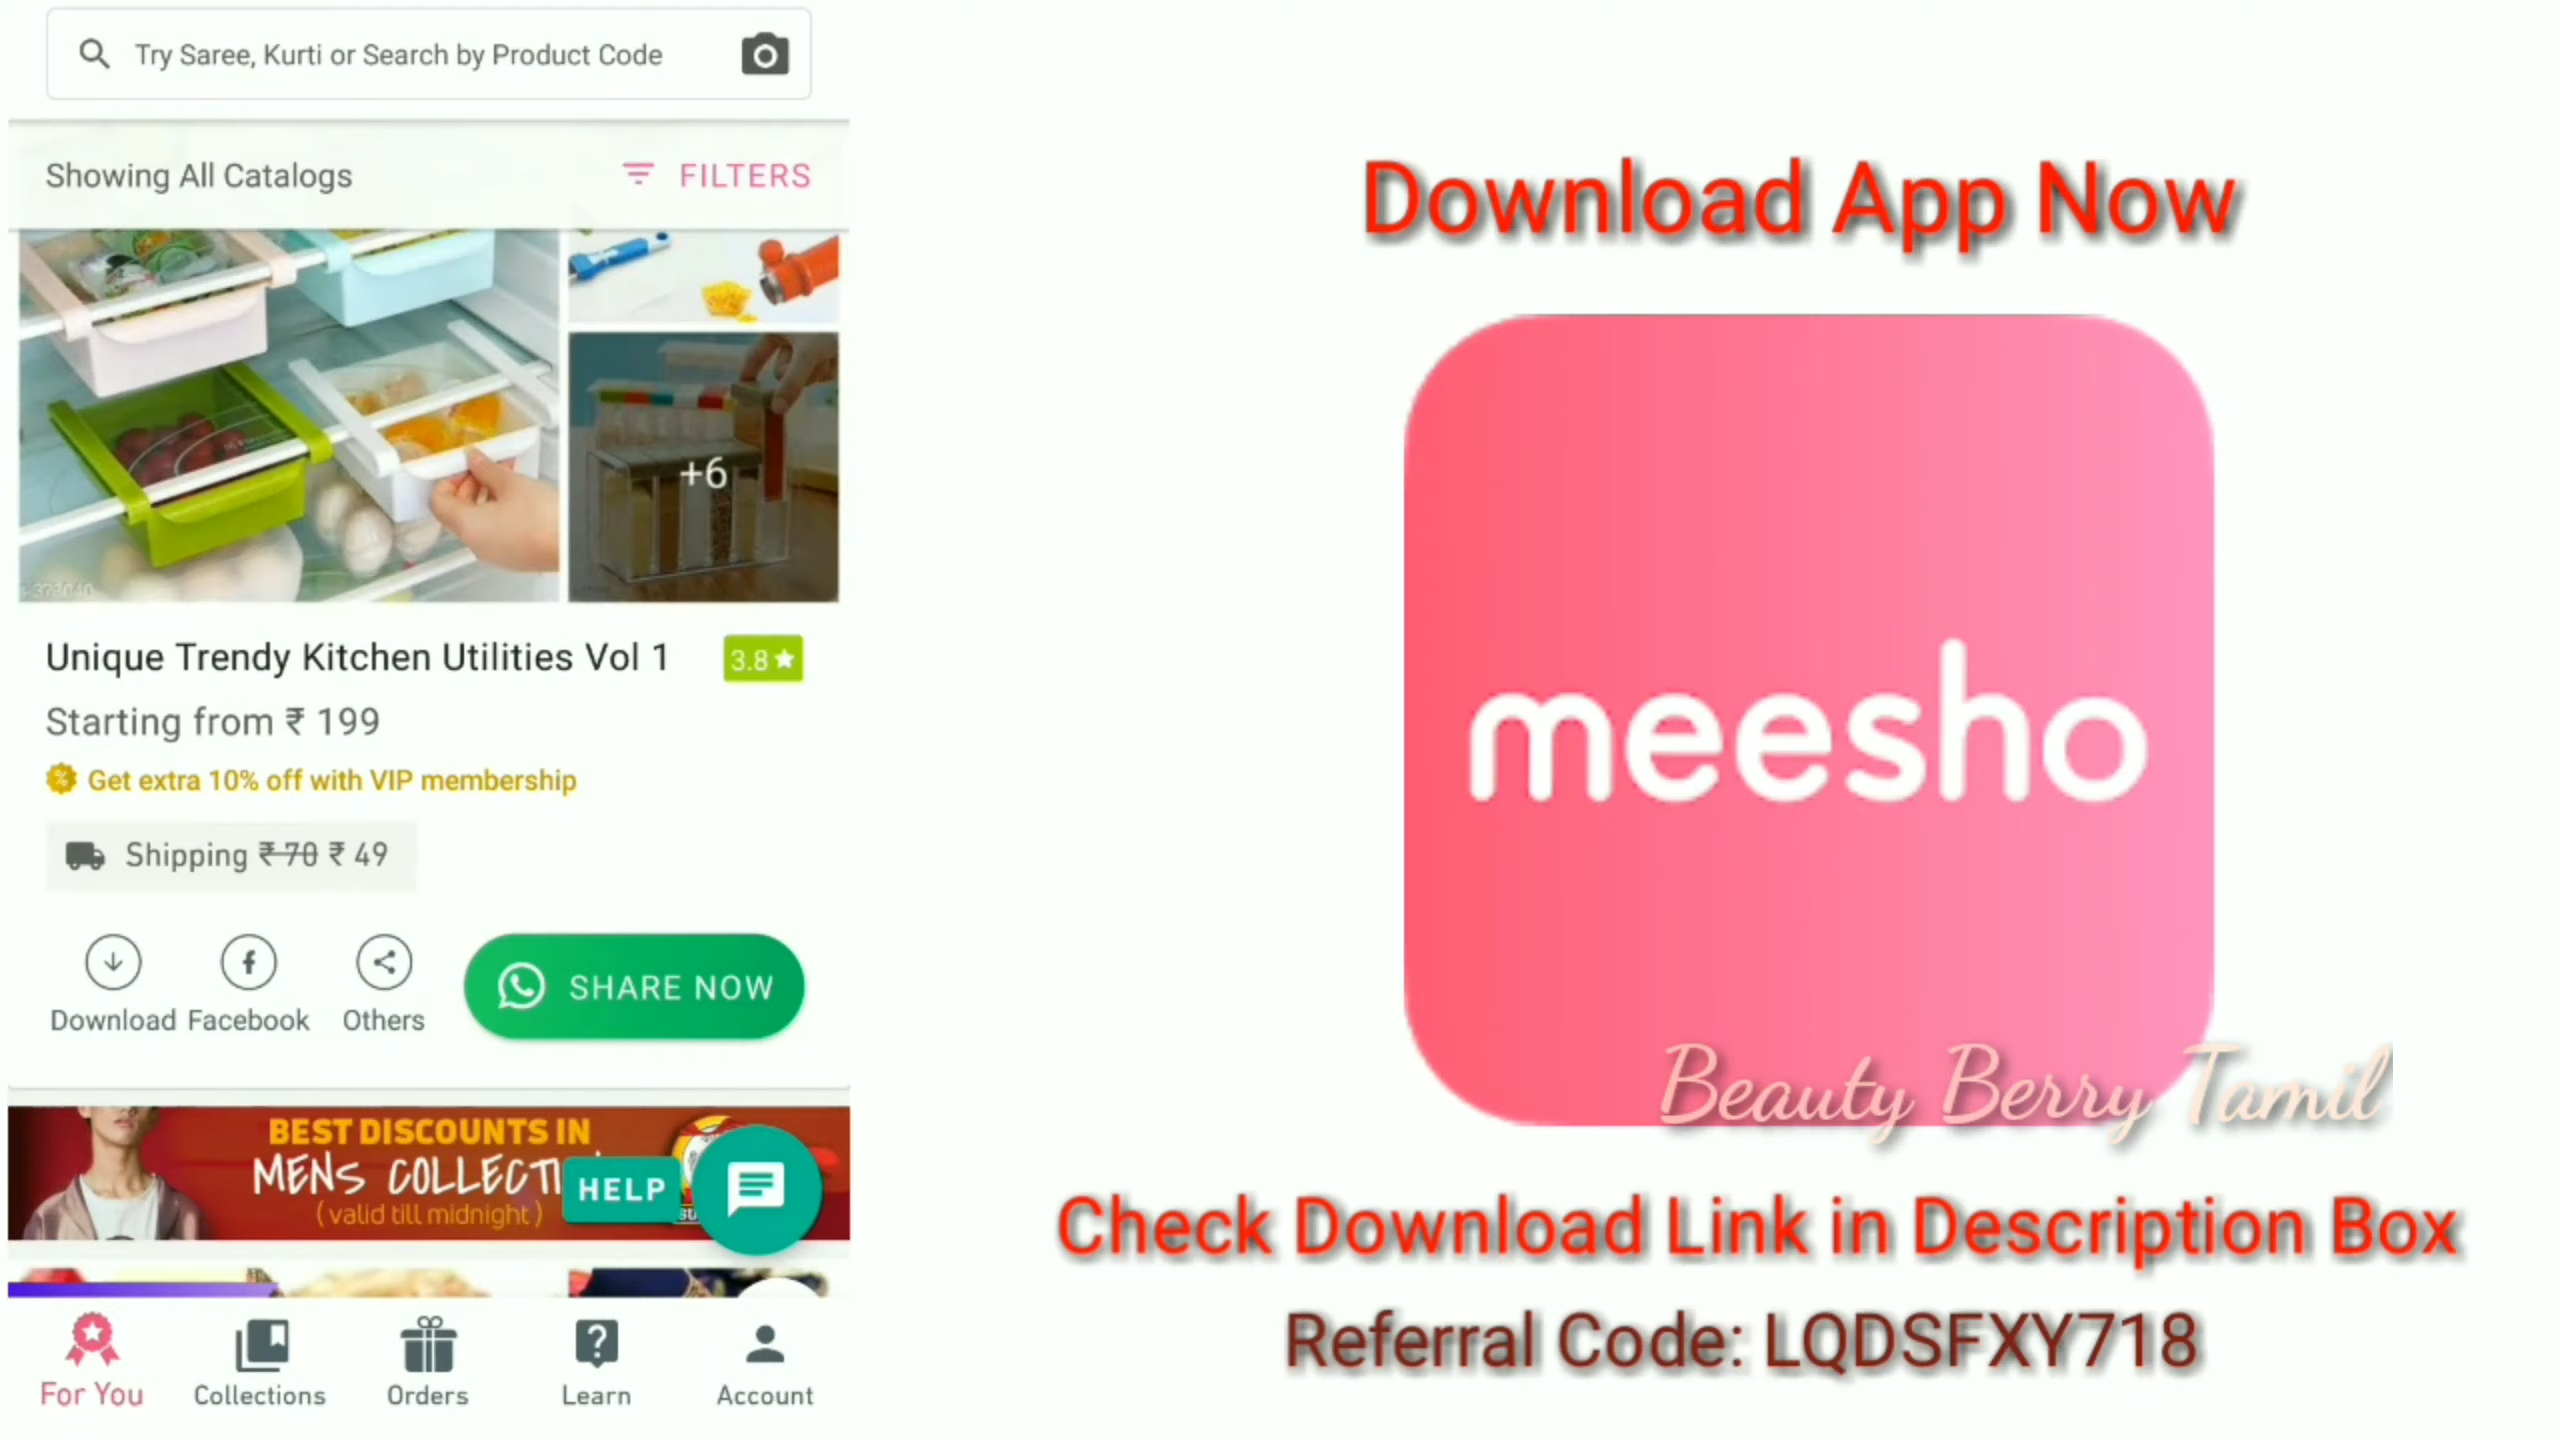 Try Saree, Kurti or Search by Product Code
Showing All Catalogs
FILTERS
+6
Unique Trendy Kitchen Utilities Vol 1
3.8
Starting from ₹ 199
Get extra 10% off with VIP membership
Shipping ₹ 70 ₹ 49
Download
Facebook
Others
SHARE NOW
BEST DISCOUNTS IN
MENS COLLECTI
(valid till midnight)
HELP
For You
Collections
Orders
Learn
Account
Download App Now
meesho
Beauty Berry Tamil
Check Download Link in Description Box
Referral Code: LQDSFXY718